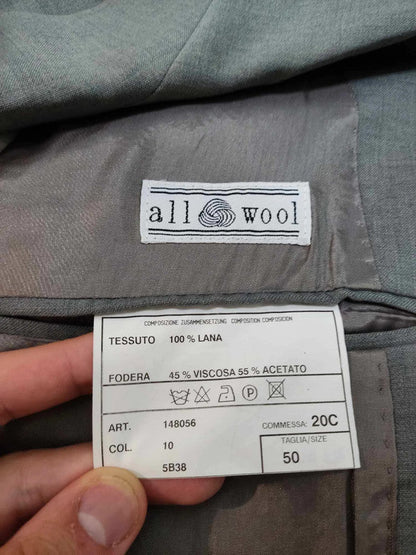 all wool
COMPOSIZIONE ZUSAMMENSETZUNG COMPOSITION COMPOSICION
TESSUTO 100 % LANA
FODERA 45 % VISCOSA 55 % ACETATO
P
ART. 148056 COMMESSA: 20C
COL. 10 TAGLIA/SIZE
5B38 50